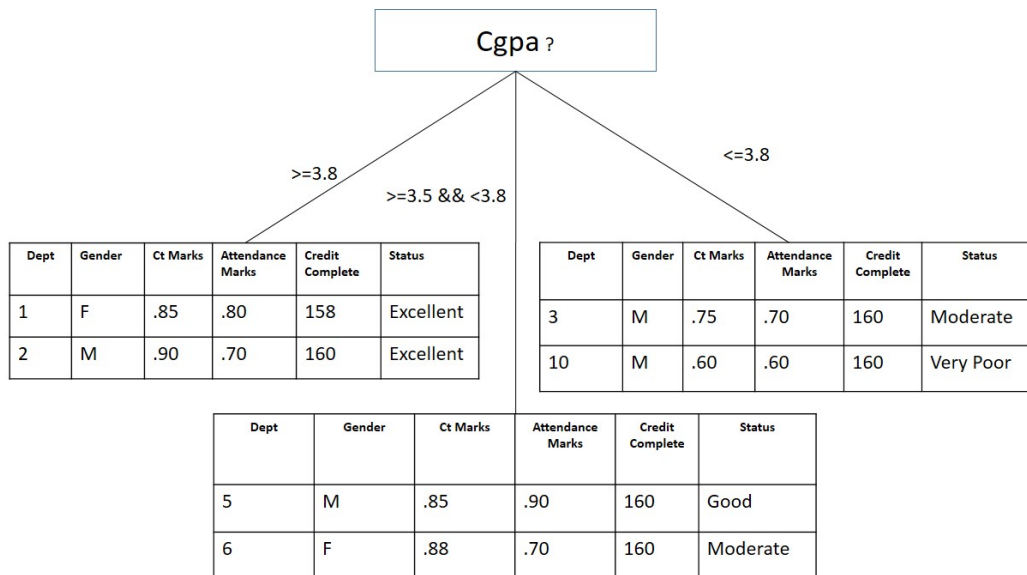 Cgpa ?
>=3.8
>=3.5 && <3.8
<=3.8
Dept Gender Ct Marks Attendance Marks Credit Complete Status
1 F .85 .80 158 Excellent
2 M .90 .70 160 Excellent
Dept Gender Ct Marks Attendance Marks Credit Complete Status
3 M .75 .70 160 Moderate
10 M .60 .60 160 Very Poor
Dept Gender Ct Marks Attendance Marks Credit Complete Status
5 M .85 .90 160 Good
6 F .88 .70 160 Moderate